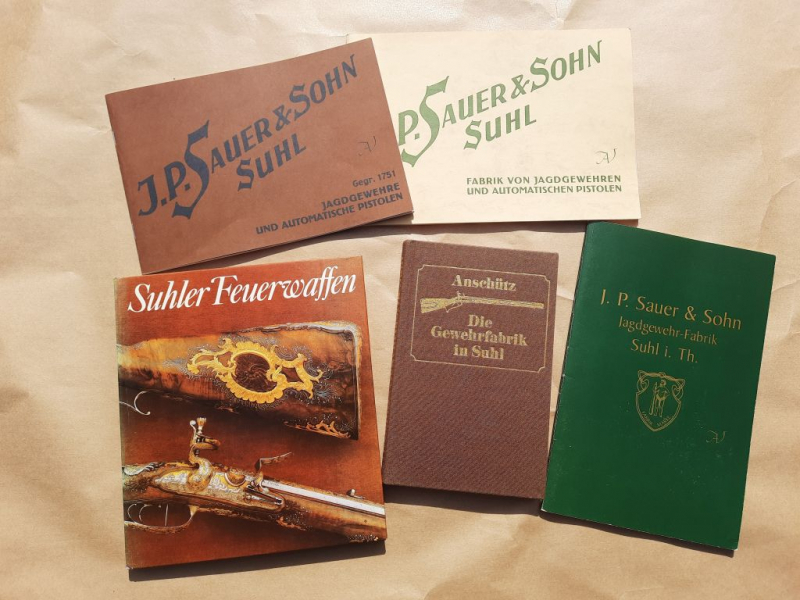 J.P. SAUER & SOHN
SUHL
Gegr. 1751
JAGDGEWEHRE
UND AUTOMATISCHE PISTOLEN
P. SAUER & SOHN
SUHL
FABRIK VON JAGDGEWEHREN
UND AUTOMATISCHEN PISTOLEN
Suhler Feuerwaffen
Anschütz
Die
Gewehrfabrik
in Suhl
J. P. Sauer & Sohn
Jagdgewehr-Fabrik
Suhl i. Th.